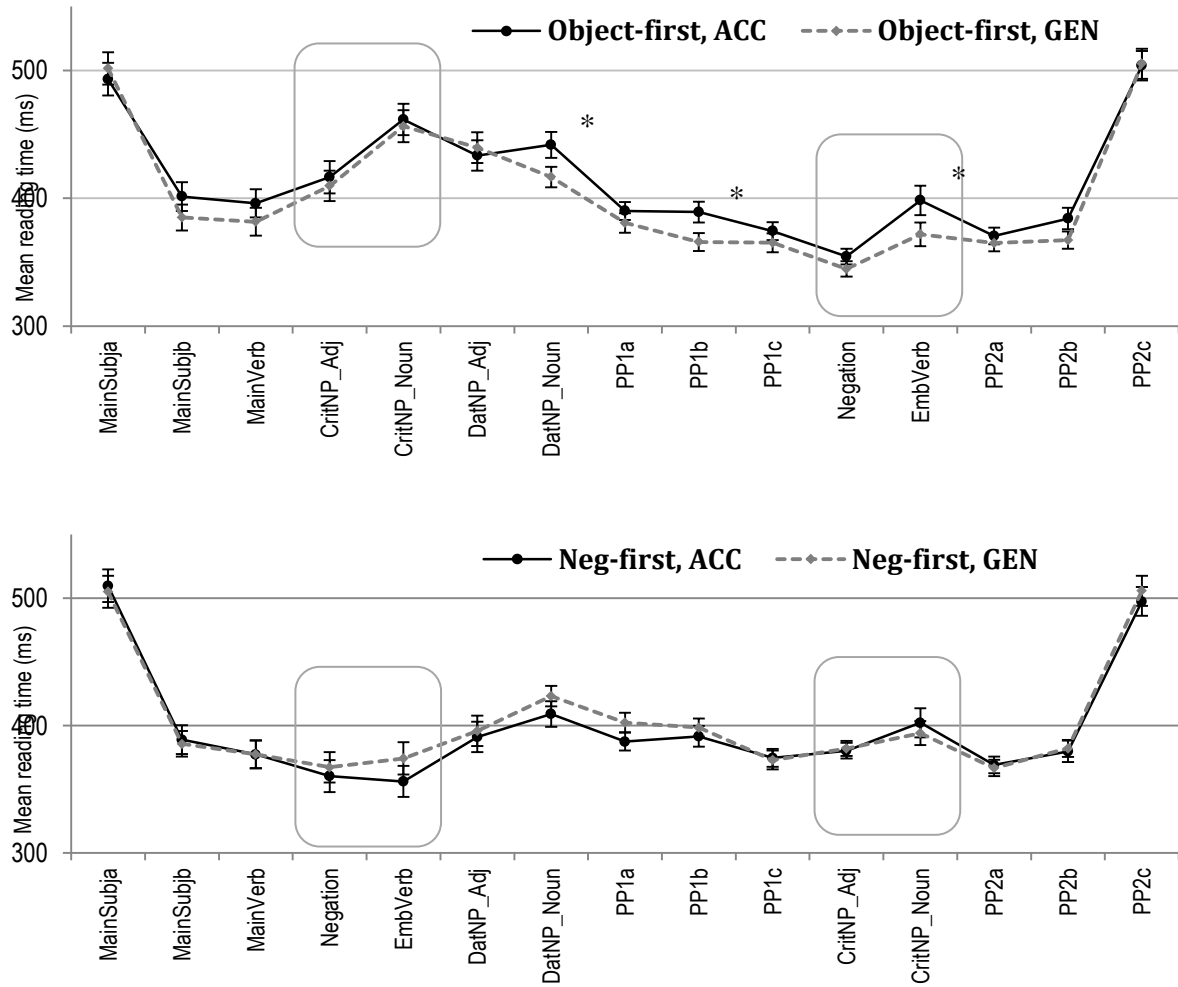 Object-first, ACC Object-first, GEN
Mean reading time (ms)
500
*
*
*
400
300
MainSubja
MainSubjb
MainVerb
CritNP_Adj
CritNP_Noun
DatNP_Adj
DatNP_Noun
PP1a
PP1b
PP1c
Negation
EmbVerb
PP2a
PP2b
PP2c
Neg-first, ACC Neg-first, GEN
Mean reading time (ms)
500
400
300
MainSubja
MainSubjb
MainVerb
Negation
EmbVerb
DatNP_Adj
DatNP_Noun
PP1a
PP1b
PP1c
CritNP_Adj
CritNP_Noun
PP2a
PP2b
PP2c